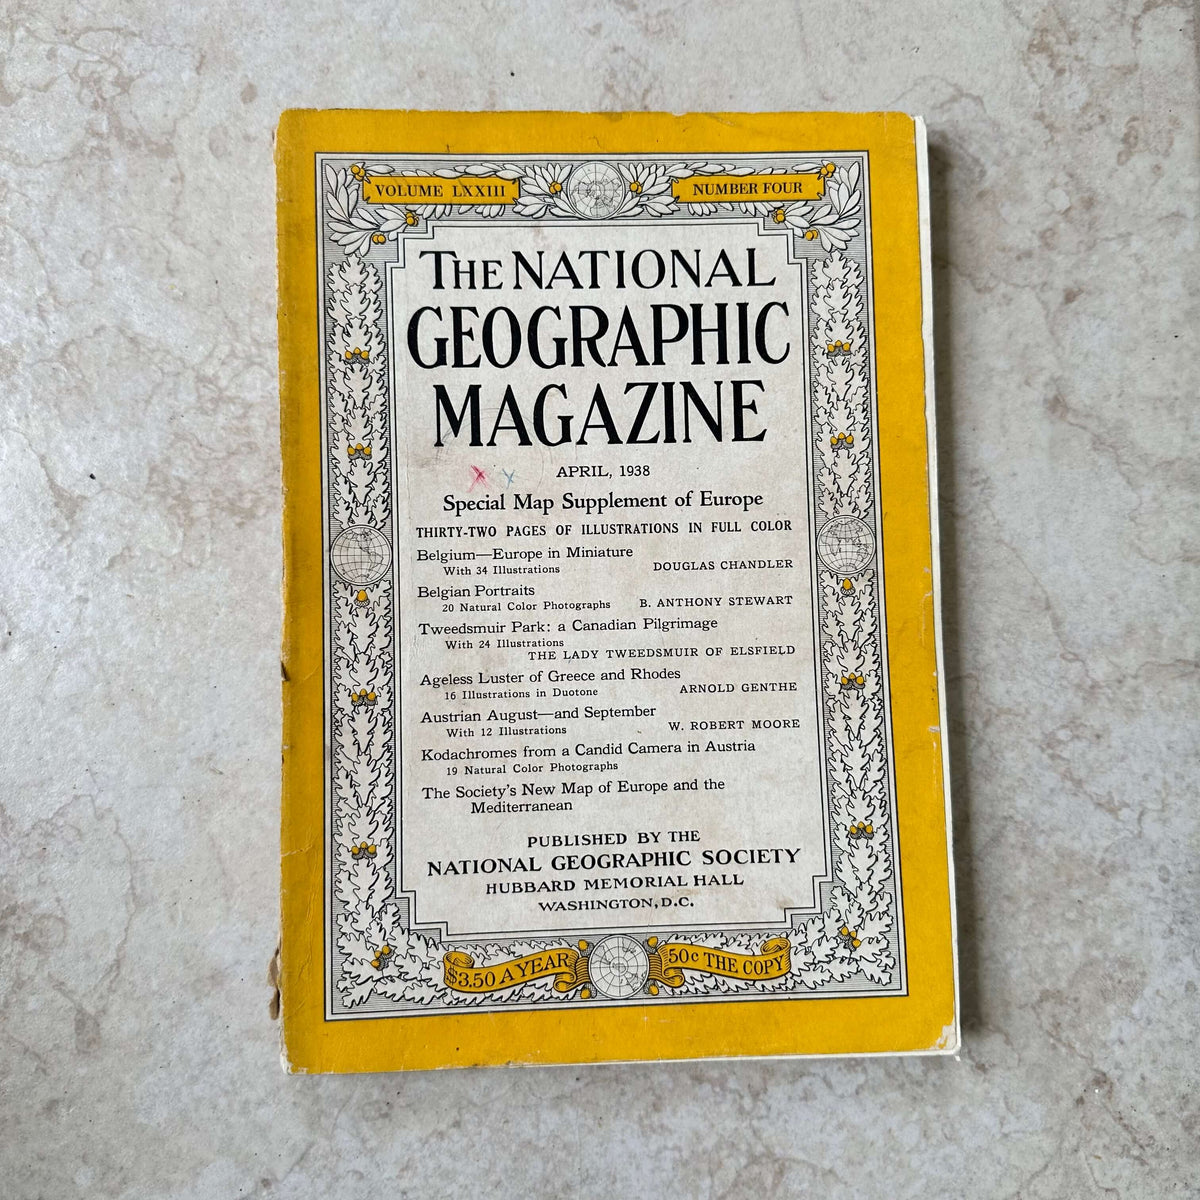 VOLUME LXXIII NUMBER FOUR
THE NATIONAL
GEOGRAPHIC
MAGAZINE
APRIL, 1938
Special Map Supplement of Europe
THIRTY-TWO PAGES OF ILLUSTRATIONS IN FULL COLOR
Belgium—Europe in Miniature
With 34 Illustrations DOUGLAS CHANDLER
Belgian Portraits
20 Natural Color Photographs B. ANTHONY STEWART
Tweedsmuir Park: a Canadian Pilgrimage
With 24 Illustrations
THE LADY TWEEDSMUIR OF ELSFIELD
Ageless Luster of Greece and Rhodes
16 Illustrations in Duotone ARNOLD GENTHE
Austrian August—and September
With 12 Illustrations W. ROBERT MOORE
Kodachromes from a Candid Camera in Austria
19 Natural Color Photographs
The Society's New Map of Europe and the
Mediterranean
PUBLISHED BY THE
NATIONAL GEOGRAPHIC SOCIETY
HUBBARD MEMORIAL HALL
WASHINGTON, D.C.
$3.50 A YEAR 50c THE COPY